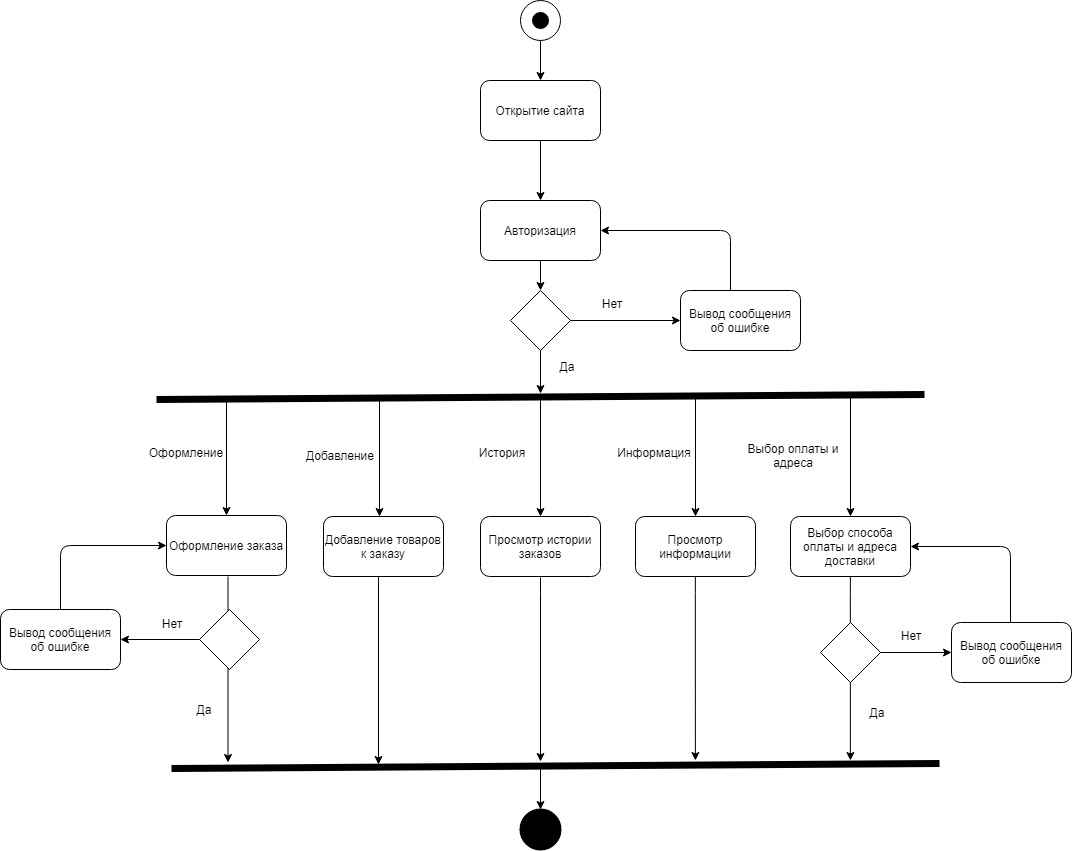 Открытие сайта
Авторизация
Нет
Вывод сообщения
об ошибке
Да
Оформление
Добавление
История
Информация
Выбор оплаты и
адреса
Оформление заказа
Добавление товаров
к заказу
Просмотр истории
заказов
Просмотр
информации
Выбор способа
оплаты и адреса
доставки
Нет
Вывод сообщения
об ошибке
Да
Нет
Вывод сообщения
об ошибке
Да